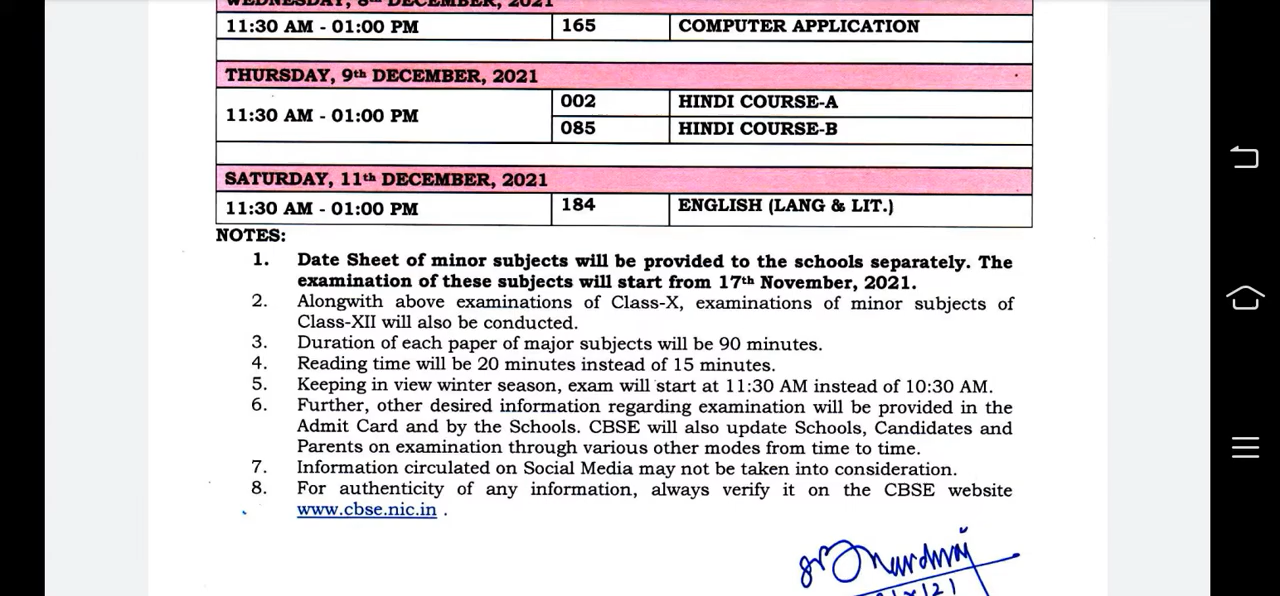 WEDNESDAY, 8th DECEMBER, 2021
11:30 AM - 01:00 PM 165 COMPUTER APPLICATION
THURSDAY, 9th DECEMBER, 2021
11:30 AM - 01:00 PM
002 HINDI COURSE-A
085 HINDI COURSE-B
SATURDAY, 11th DECEMBER, 2021
11:30 AM - 01:00 PM 184 ENGLISH (LANG & LIT.)
NOTES:
1. Date Sheet of minor subjects will be provided to the schools separately. The
examination of these subjects will start from 17th November, 2021.
2. Alongwith above examinations of Class-X, examinations of minor subjects of
Class-XII will also be conducted.
3. Duration of each paper of major subjects will be 90 minutes.
4. Reading time will be 20 minutes instead of 15 minutes.
5. Keeping in view winter season, exam will start at 11:30 AM instead of 10:30 AM.
6. Further, other desired information regarding examination will be provided in the
Admit Card and by the Schools. CBSE will also update Schools, Candidates and
Parents on examination through various other modes from time to time.
7. Information circulated on Social Media may not be taken into consideration.
8. For authenticity of any information, always verify it on the CBSE website
www.cbse.nic.in .